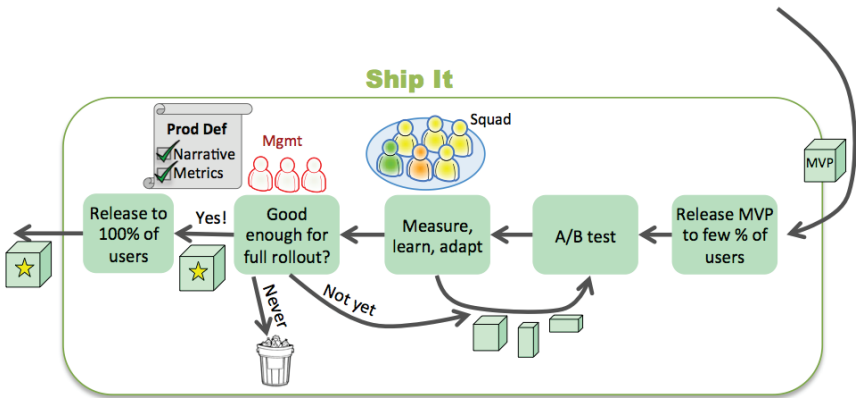 Ship It
Prod Def
Narrative
Metrics
Mgmt
Squad
MVP
Release to
100% of
users
Yes!
Good
enough for
full rollout?
Measure,
learn, adapt
A/B test
Release MVP
to few % of
users
Never
Not yet